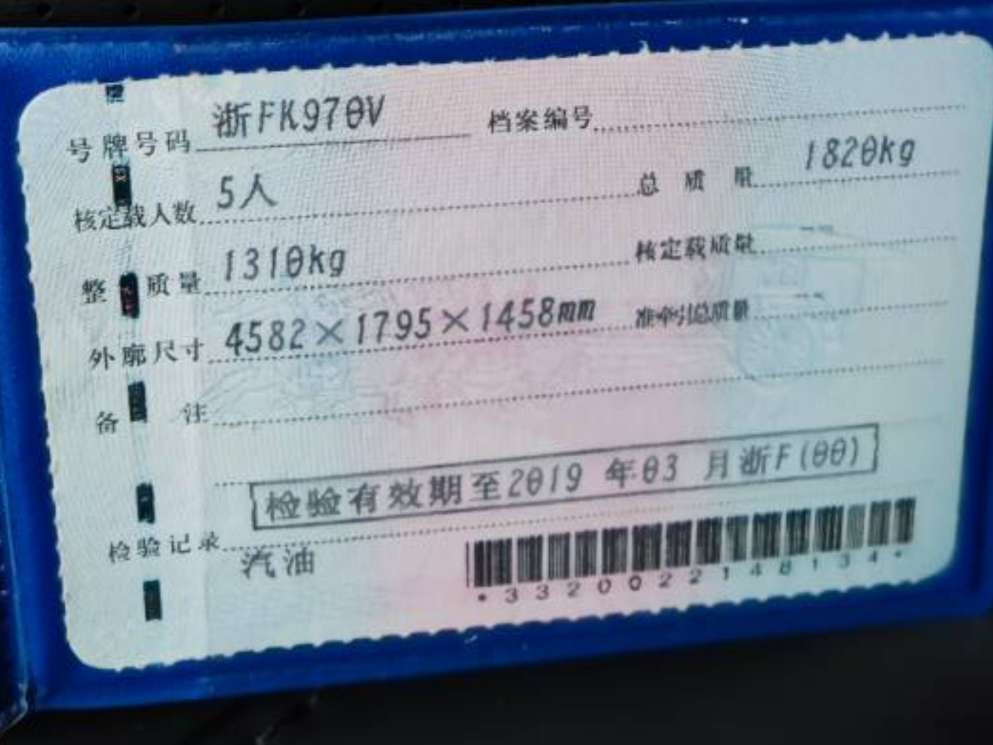 号牌号码 浙FK970V 档案编号
核定载人数 5人 总质量 1820kg
整备质量 1310kg 核定载质量
外廓尺寸 4582×1795×1458mm 准牵引总质量
备注
检验有效期至2019年03月浙F(00)
检验记录
汽油
*3320022148134*